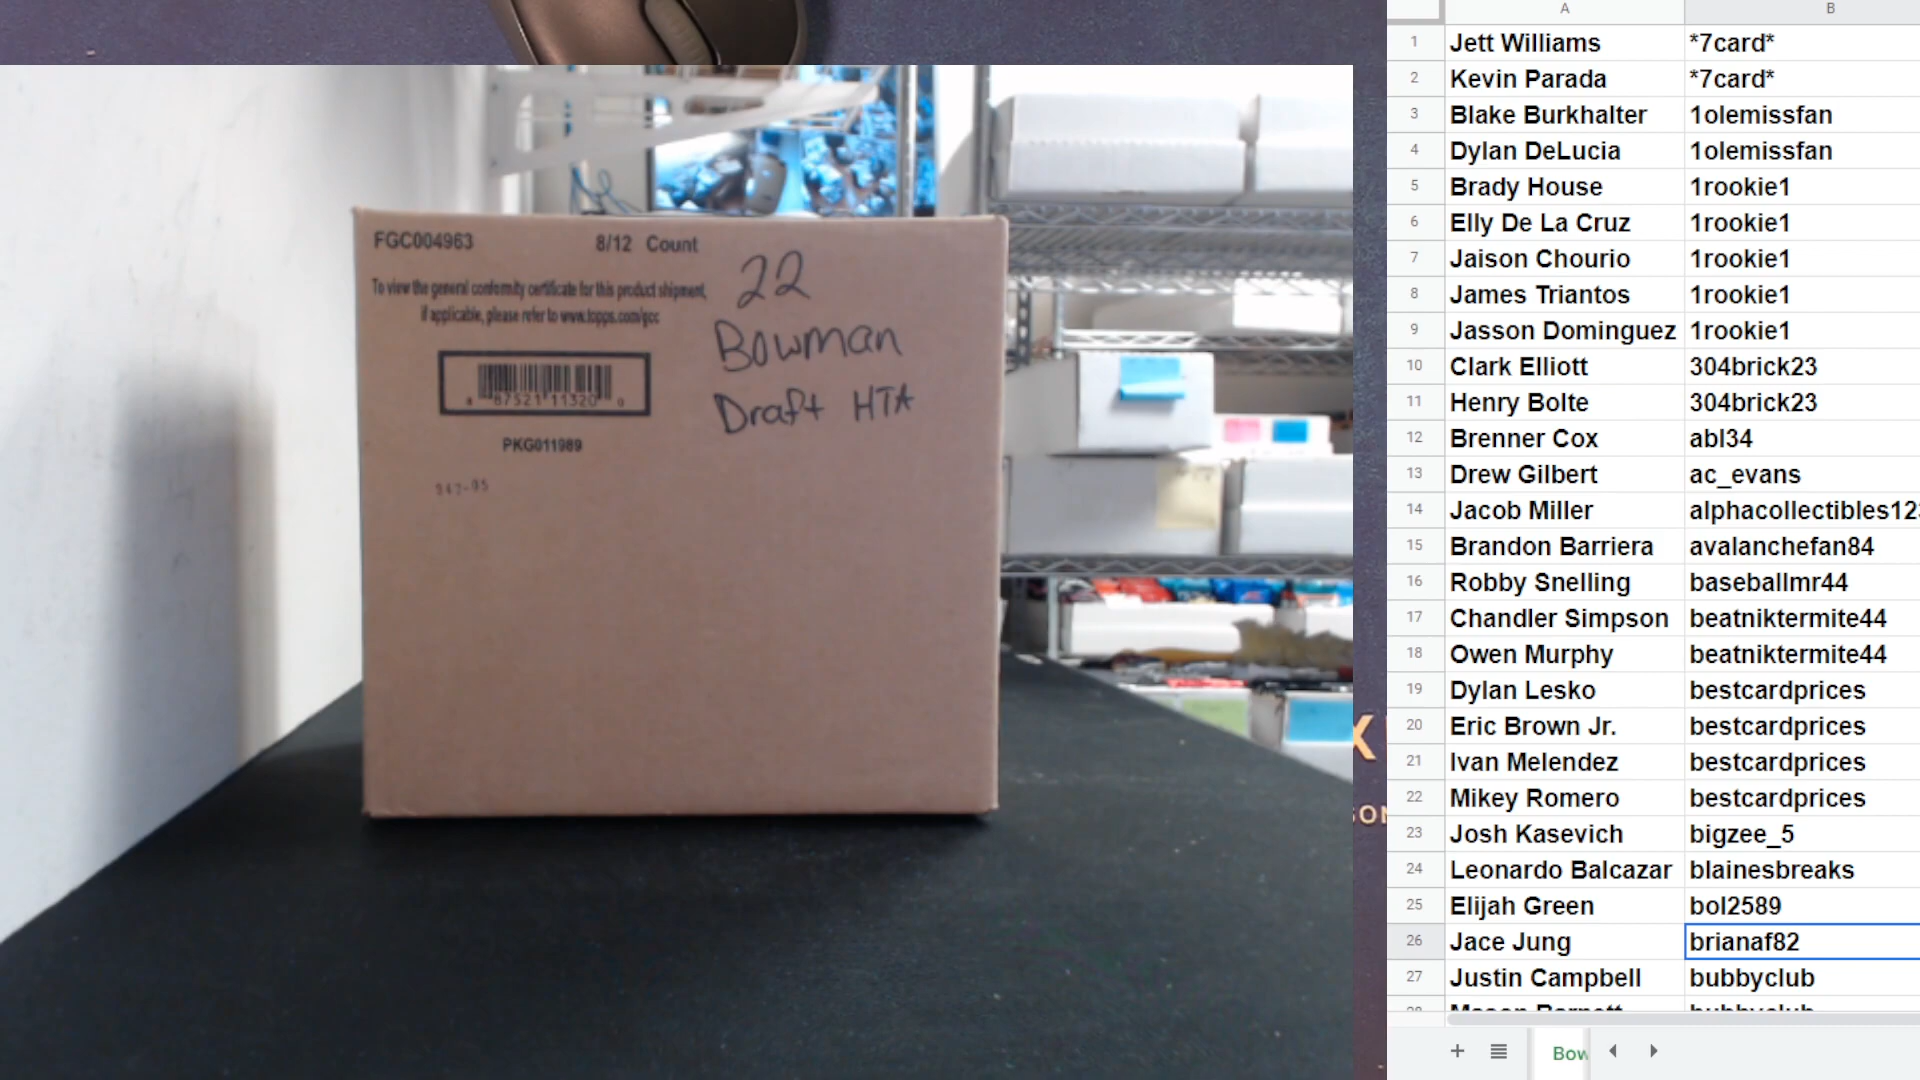 FGC004963 8/12 Count
To view the general conformity certificate for this product shipment,
if applicable, please refer to www.topps.com/gcc
8 87521 11320 0
PKG011989
22
Bowman
Draft HTA
A B
1 Jett Williams *7card*
2 Kevin Parada *7card*
3 Blake Burkhalter 1olemissfan
4 Dylan DeLucia 1olemissfan
5 Brady House 1rookie1
6 Elly De La Cruz 1rookie1
7 Jaison Chourio 1rookie1
8 James Triantos 1rookie1
9 Jasson Dominguez 1rookie1
10 Clark Elliott 304brick23
11 Henry Bolte 304brick23
12 Brenner Cox abl34
13 Drew Gilbert ac_evans
14 Jacob Miller alphacollectibles12
15 Brandon Barriera avalanchefan84
16 Robby Snelling baseballmr44
17 Chandler Simpson beatniktermite44
18 Owen Murphy beatniktermite44
19 Dylan Lesko bestcardprices
20 Eric Brown Jr. bestcardprices
21 Ivan Melendez bestcardprices
22 Mikey Romero bestcardprices
23 Josh Kasevich bigzee_5
24 Leonardo Balcazar blainesbreaks
25 Elijah Green bol2589
26 Jace Jung brianaf82
27 Justin Campbell bubbyclub
Bow